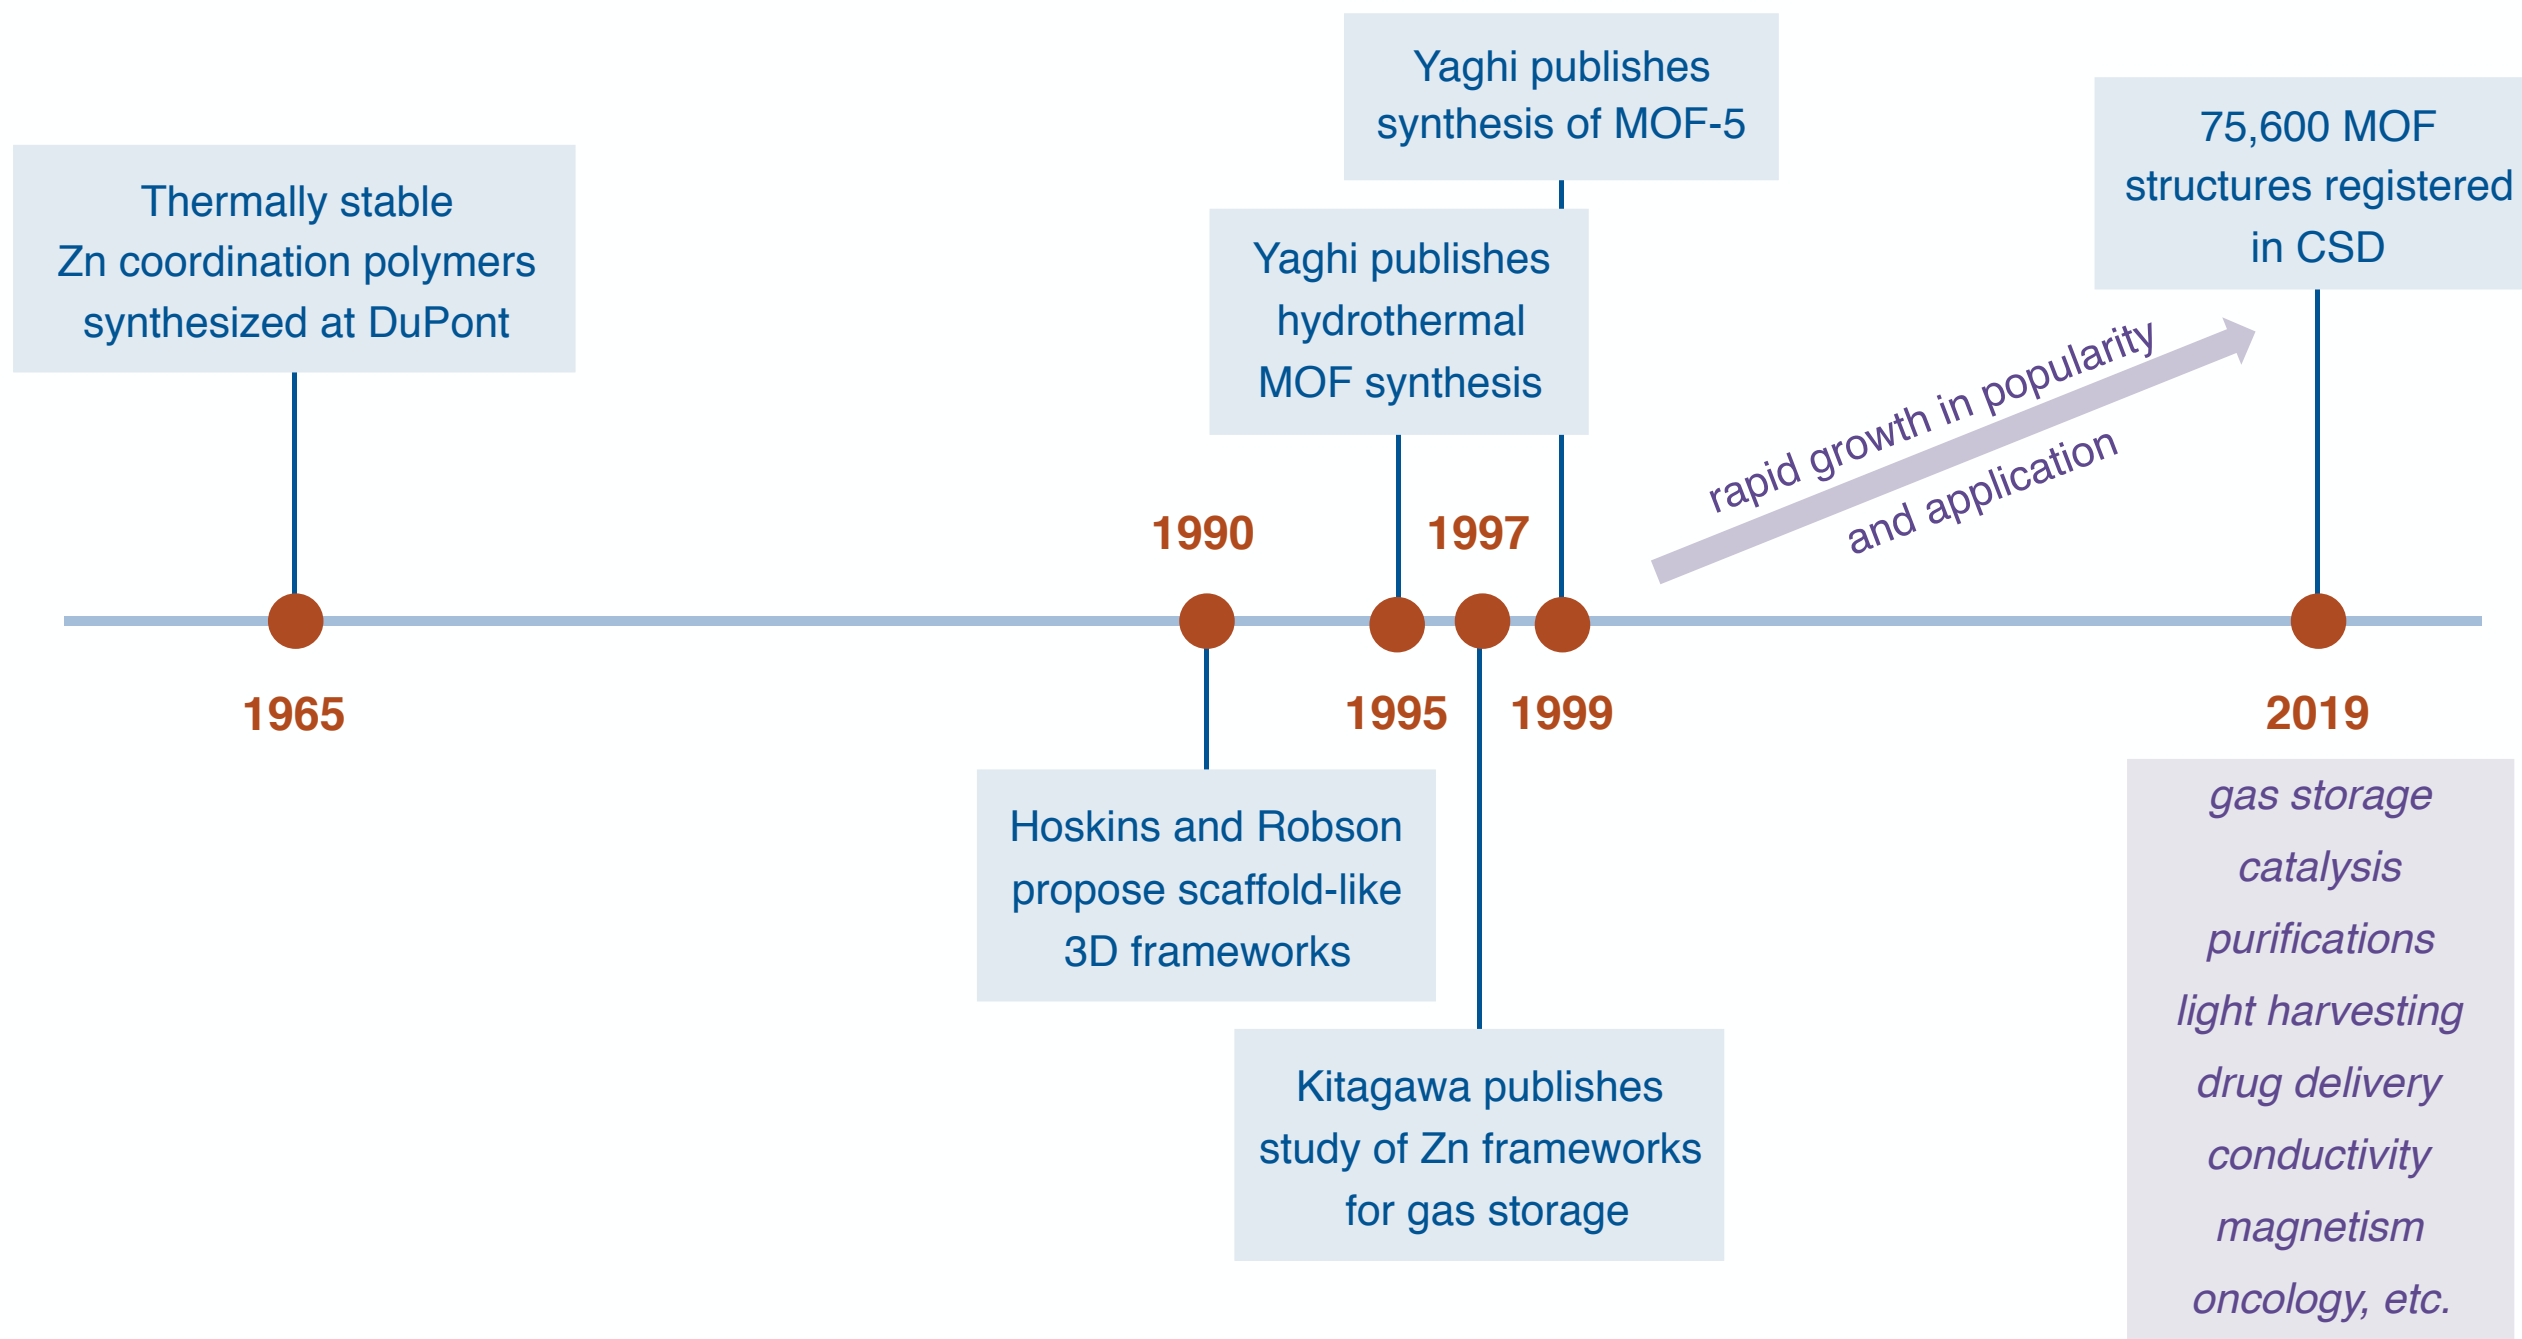 Thermally stable
Zn coordination polymers
synthesized at DuPont
1965
1990
Hoskins and Robson
propose scaffold-like
3D frameworks
Yaghi publishes
hydrothermal
MOF synthesis
1995
1997
Kitagawa publishes
study of Zn frameworks
for gas storage
Yaghi publishes
synthesis of MOF-5
1999
rapid growth in popularity
and application
75,600 MOF
structures registered
in CSD
2019
gas storage
catalysis
purifications
light harvesting
drug delivery
conductivity
magnetism
oncology, etc.